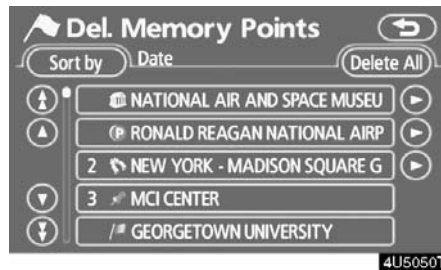 Del. Memory Points
Sort by Date Delete All
NATIONAL AIR AND SPACE MUSEU
P RONALD REAGAN NATIONAL AIRP
2 NEW YORK - MADISON SQUARE G
3 MCI CENTER
GEORGETOWN UNIVERSITY
4U5050